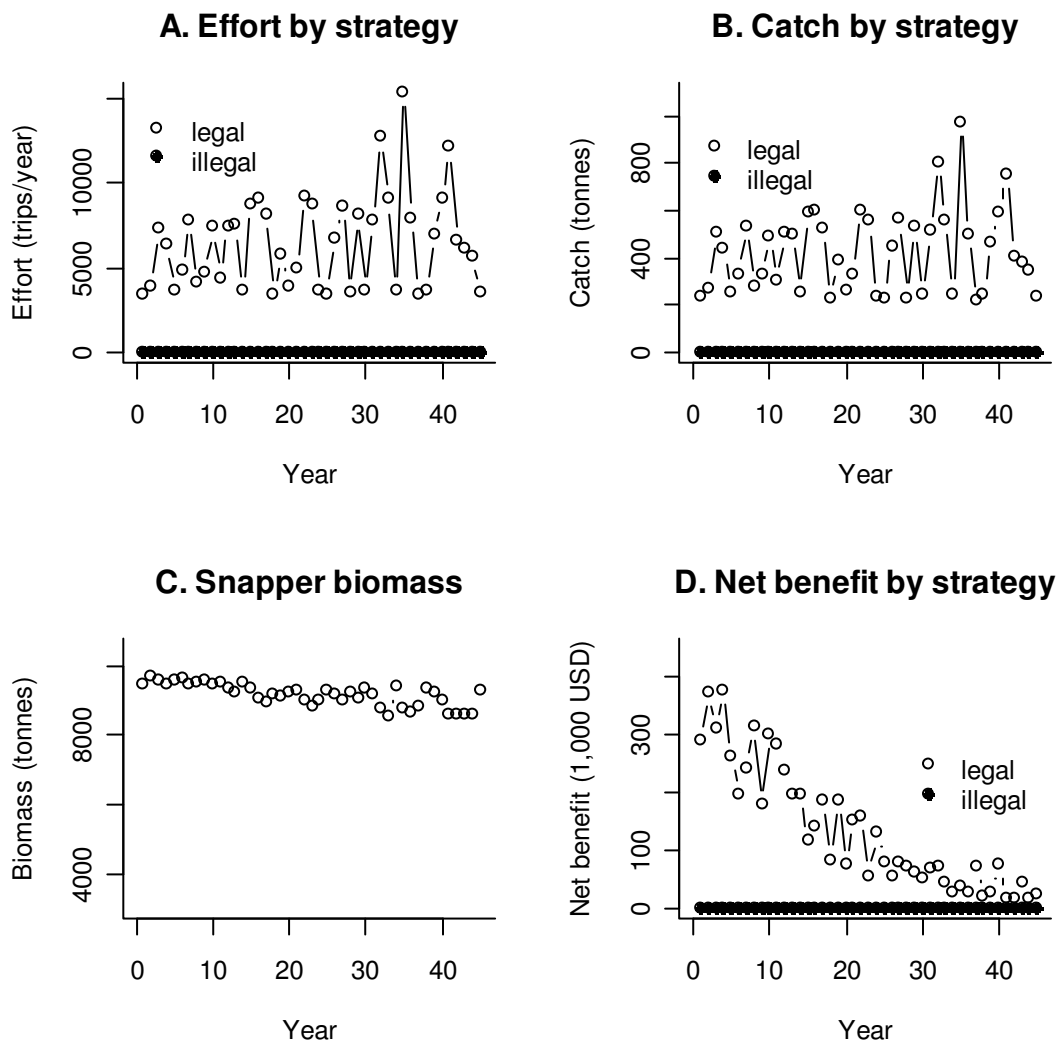 A. Effort by strategy
Effort (trips/year)
0 5000 10000
legal
illegal
0 10 20 30 40
Year
B. Catch by strategy
Catch (tonnes)
0 400 800
legal
illegal
0 10 20 30 40
Year
C. Snapper biomass
Biomass (tonnes)
4000 8000
0 10 20 30 40
Year
D. Net benefit by strategy
Net benefit (1,000 USD)
0 100 300
legal
illegal
0 10 20 30 40
Year